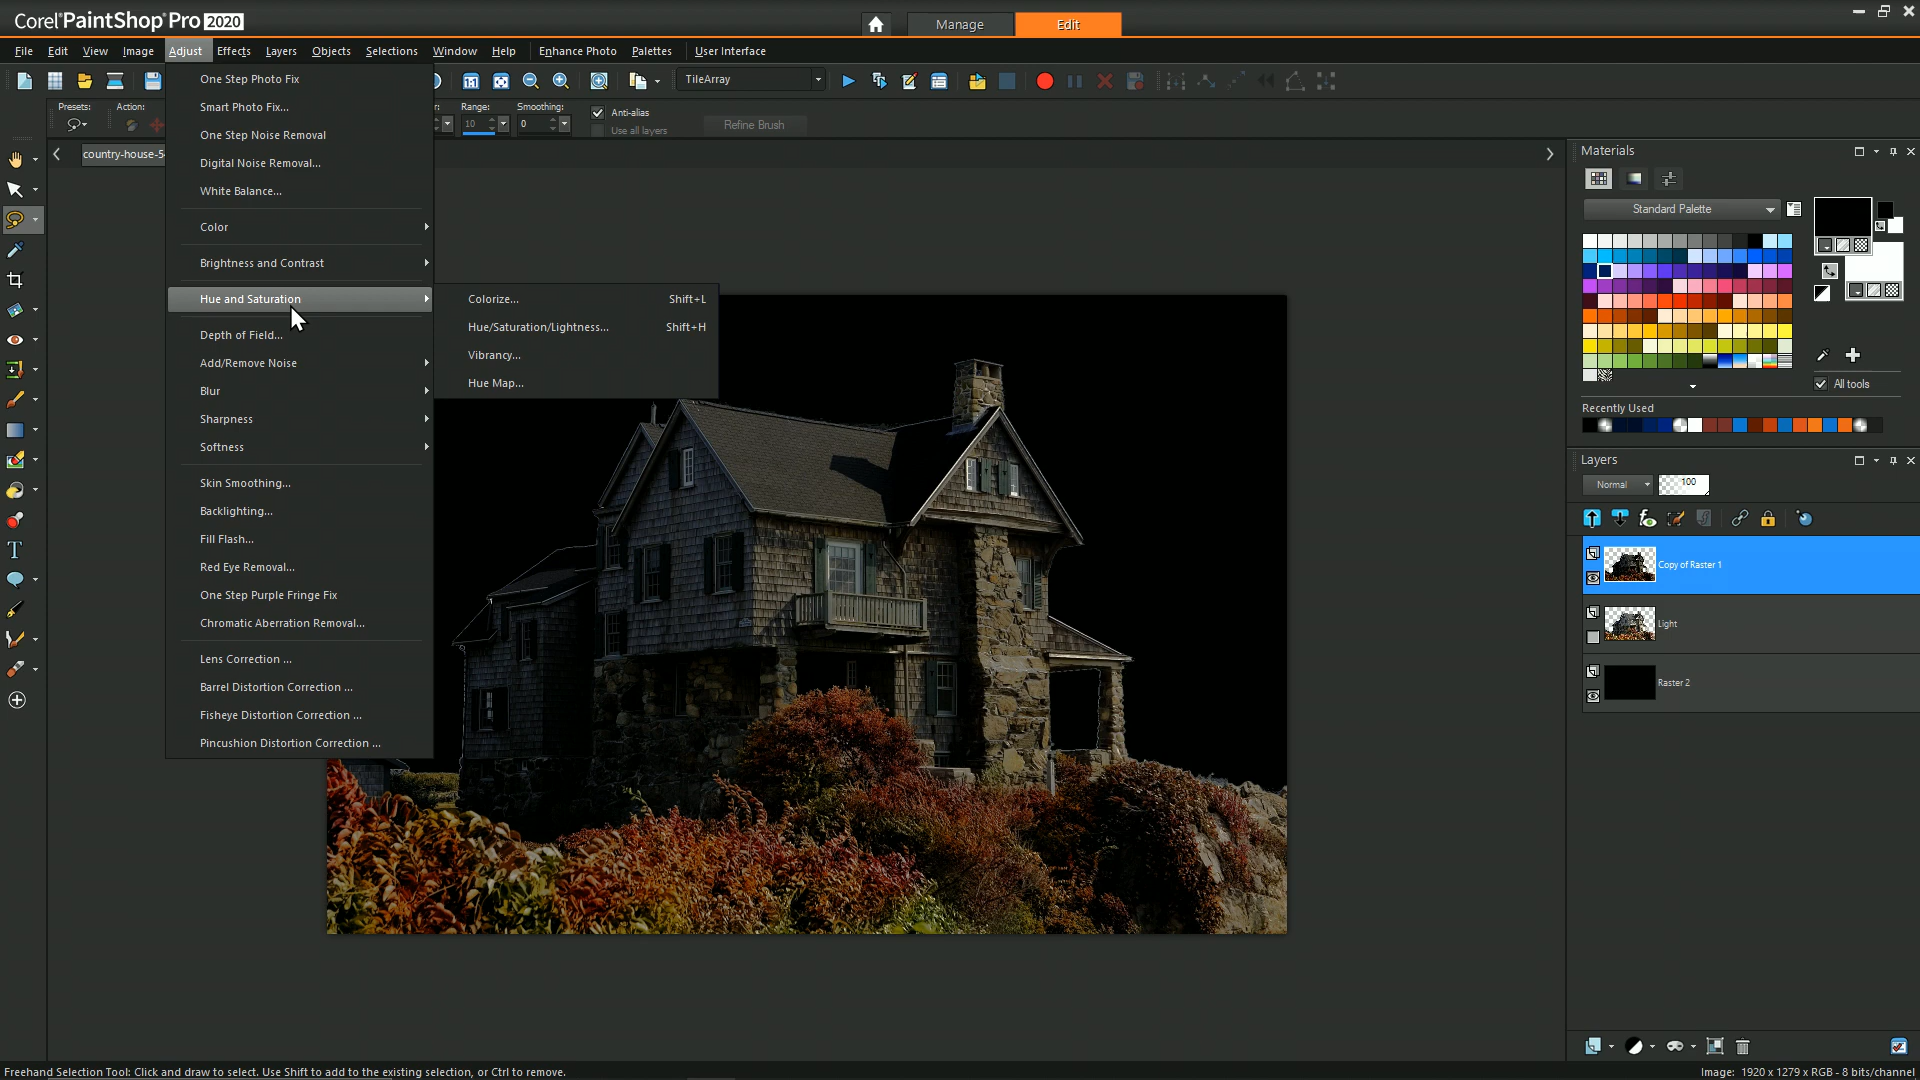 Corel PaintShop Pro 2020
Manage
Edit
File Edit View Image Adjust Effects Layers Objects Selections Window Help Enhance Photo Palettes User Interface
TileArray
Presets: Action: Range: Smoothing:
10
0
Anti-alias
Use all layers
Refine Brush
country-house-5
One Step Photo Fix
Smart Photo Fix...
One Step Noise Removal
Digital Noise Removal...
White Balance...
Color
Brightness and Contrast
Hue and Saturation
Depth of Field...
Add/Remove Noise
Blur
Sharpness
Softness
Skin Smoothing...
Backlighting...
Fill Flash...
Red Eye Removal...
One Step Purple Fringe Fix
Chromatic Aberration Removal...
Lens Correction ...
Barrel Distortion Correction ...
Fisheye Distortion Correction ...
Pincushion Distortion Correction ...
Colorize... Shift+L
Hue/Saturation/Lightness... Shift+H
Vibrancy...
Hue Map...
Materials
Standard Palette
All tools
Recently Used
Layers
Normal
100
Copy of Raster 1
Light
Raster 2
Freehand Selection Tool: Click and draw to select. Use Shift to add to the existing selection, or Ctrl to remove.
Image: 1920 x 1279 x RGB - 8 bits/channel